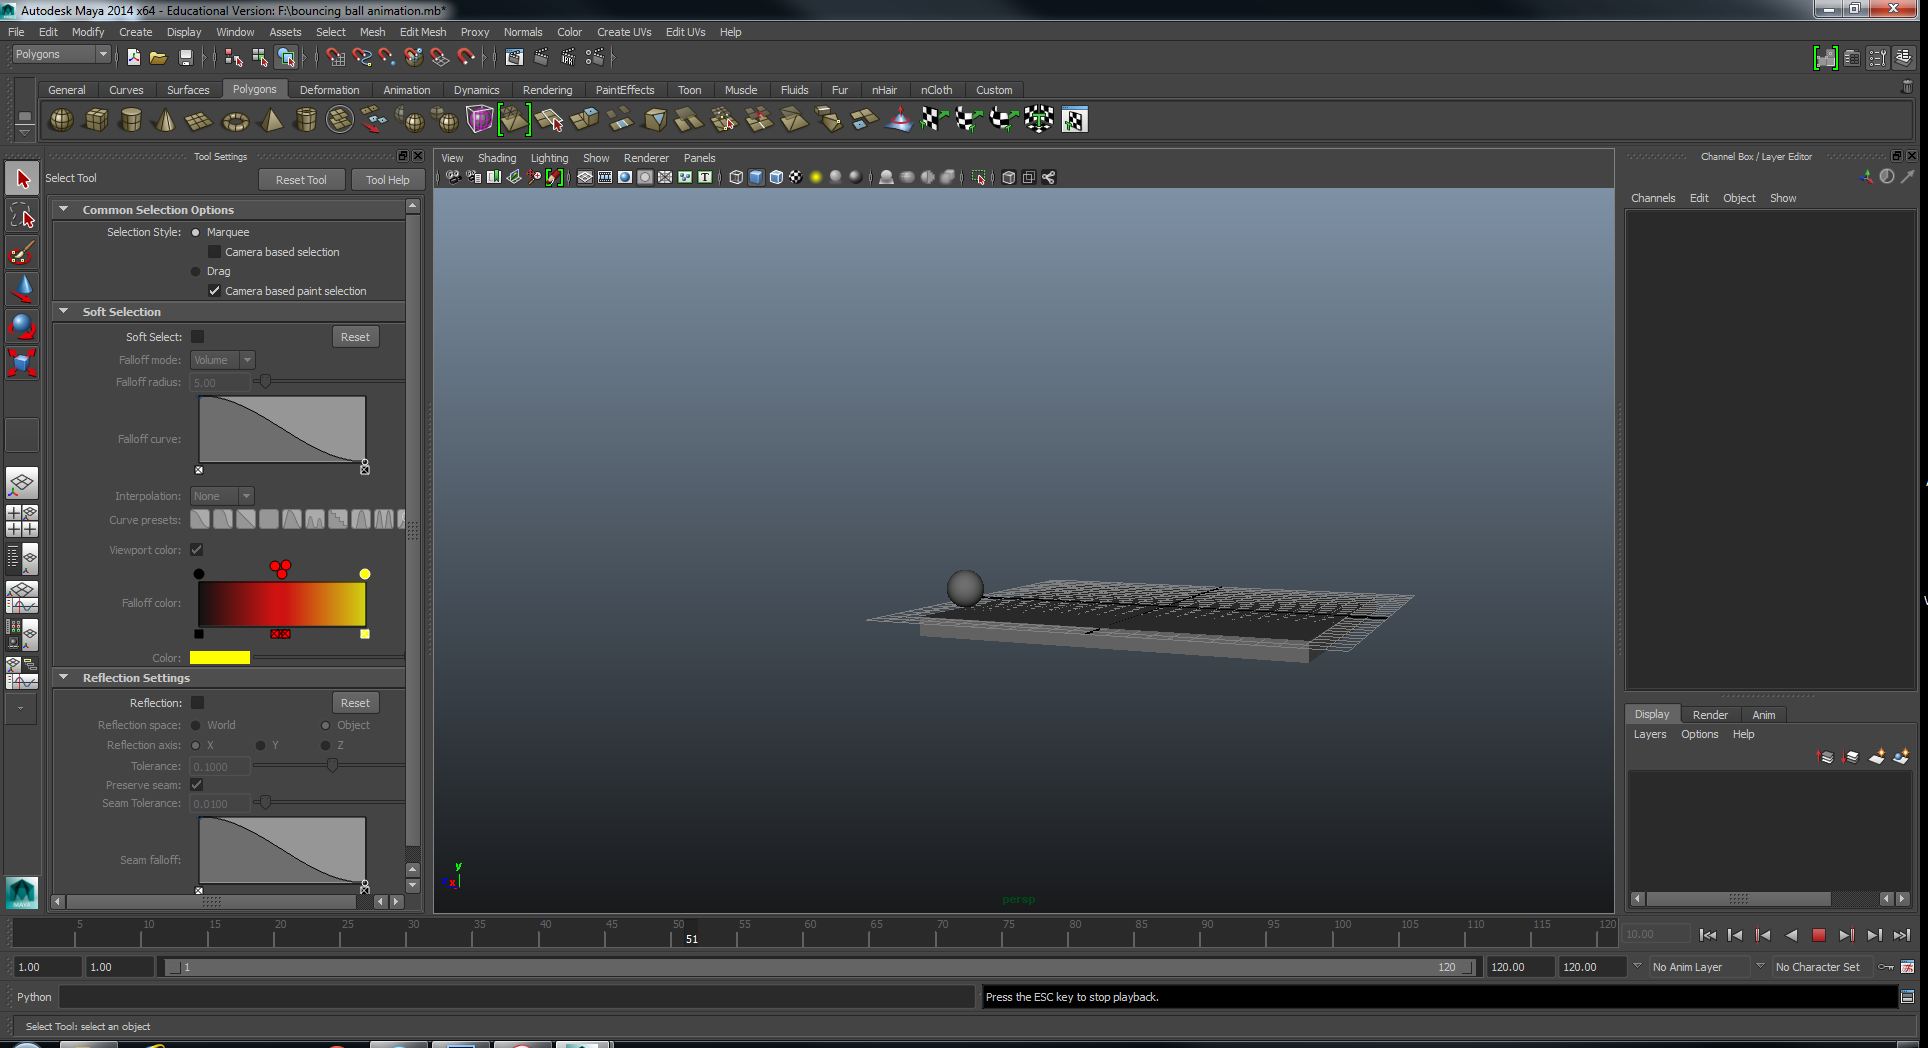 Autodesk Maya 2014 x64 - Educational Version: F:\bouncing ball animation.mb*
File Edit Modify Create Display Window Assets Select Mesh Edit Mesh Proxy Normals Color Create UVs Edit UVs Help
Polygons
General Curves Surfaces Polygons Deformation Animation Dynamics Rendering PaintEffects Toon Muscle Fluids Fur nHair nCloth Custom
Tool Settings
Select Tool Reset Tool Tool Help
Common Selection Options
Selection Style: Marquee
Camera based selection
Drag
Camera based paint selection
Soft Selection
Soft Select: Reset
Falloff mode: Volume
Falloff radius: 5.00
Falloff curve:
Interpolation: None
Curve presets:
Viewport color:
Falloff color:
Color:
Reflection Settings
Reflection: Reset
Reflection space: World Object
Reflection axis: X Y Z
Tolerance: 0.1000
Preserve seam:
Seam Tolerance: 0.0100
Seam falloff:
View Shading Lighting Show Renderer Panels
y
x
persp
Channel Box / Layer Editor
Channels Edit Object Show
Display Render Anim
Layers Options Help
5 10 15 20 25 30 35 40 45 50 55 60 65 70 75 80 85 90 95 100 105 110 115 120
51
10.00
1.00 1.00 1 120 120.00 120.00 No Anim Layer No Character Set
Python Press the ESC key to stop playback.
Select Tool: select an object
MAYA